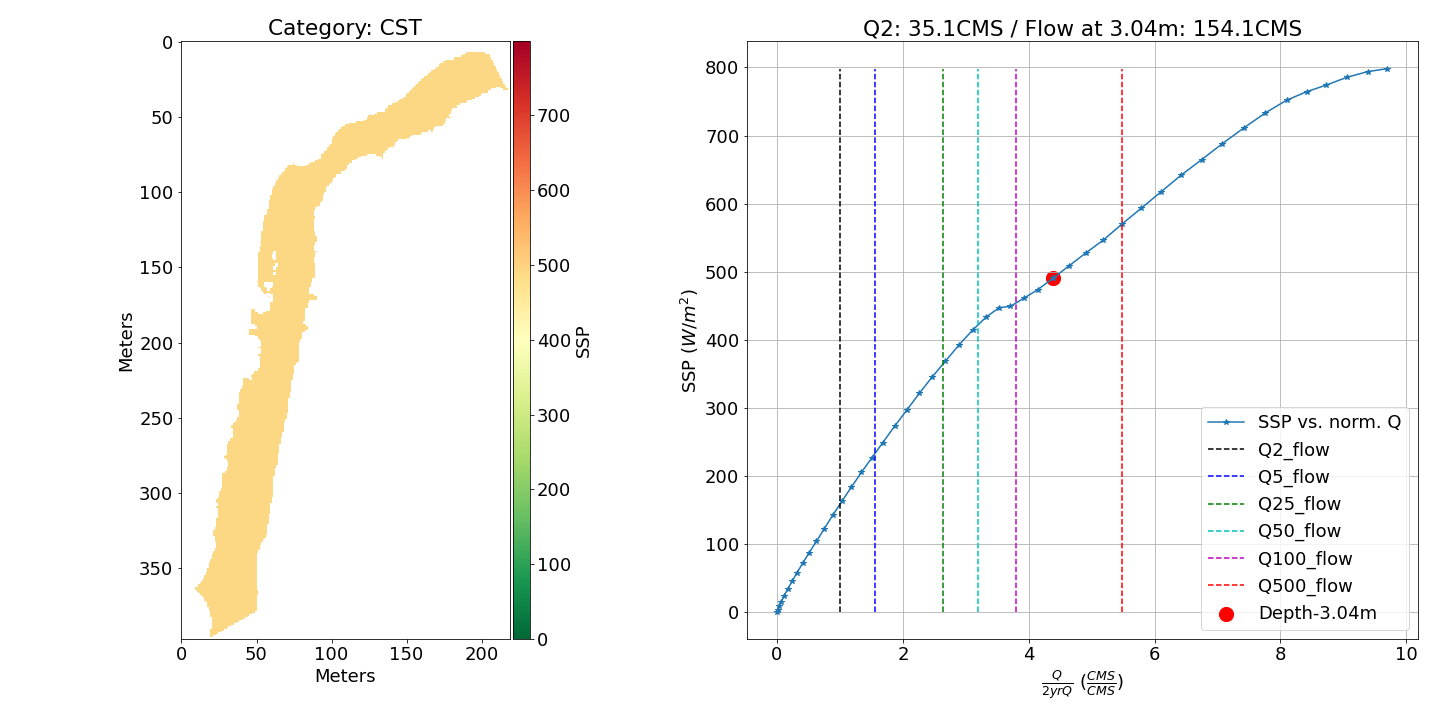 Category: CST
0
50
100
150
200
250
300
350
Meters
0
50
100
150
200
Meters
700
600
500
400
300
200
100
0
SSP
Q2: 35.1CMS / Flow at 3.04m: 154.1CMS
800
700
600
500
400
300
200
100
0
SSP (W/m²)
0
2
4
6
8
10
Q/2yrQ (CMS/CMS)
SSP vs. norm. Q
Q2_flow
Q5_flow
Q25_flow
Q50_flow
Q100_flow
Q500_flow
Depth-3.04m